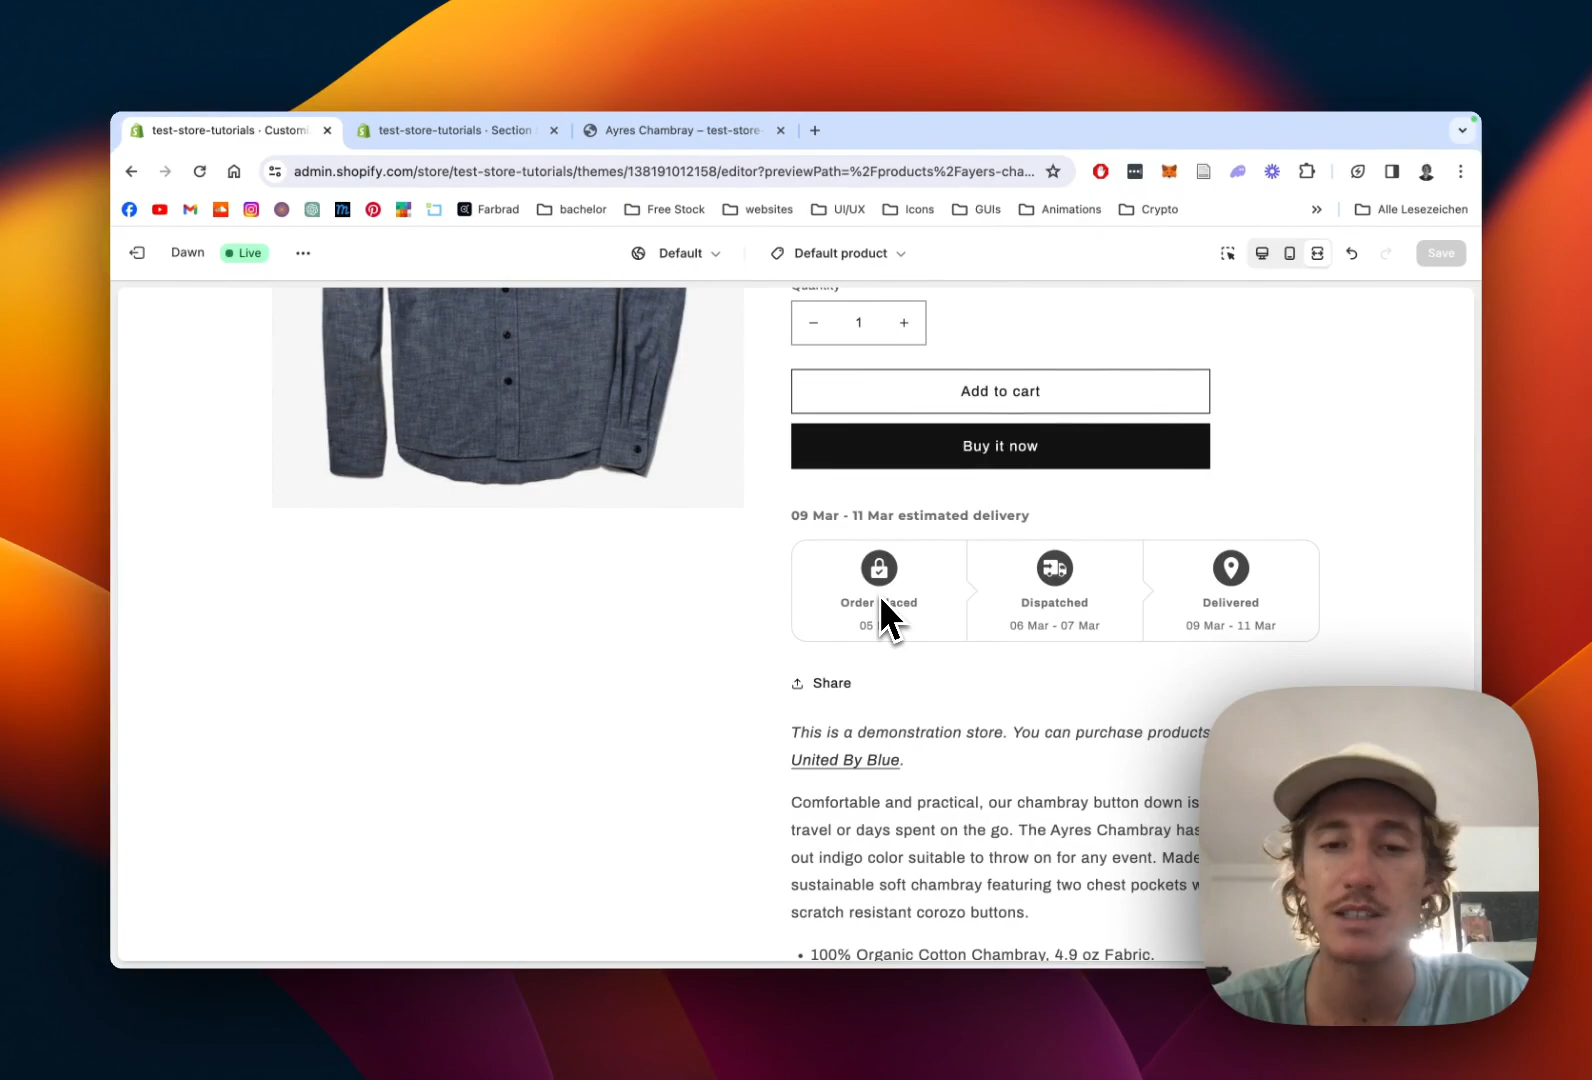 test-store-tutorials · Customi
test-store-tutorials · Section
Ayres Chambray – test-store-
admin.shopify.com/store/test-store-tutorials/themes/138191012158/editor?previewPath=%2Fproducts%2Fayers-cha...
Farbrad
bachelor
Free Stock
websites
UI/UX
Icons
GUIs
Animations
Crypto
»
Alle Lesezeichen
Dawn
Live
Default
Default product
Save
Quantity
− 1 +
Add to cart
Buy it now
09 Mar - 11 Mar estimated delivery
Order
Dispatched
Delivered
05
06 Mar - 07 Mar
09 Mar - 11 Mar
Share
This is a demonstration store. You can purchase products
United By Blue.
Comfortable and practical, our chambray button down is
travel or days spent on the go. The Ayres Chambray has
out indigo color suitable to throw on for any event. Made
sustainable soft chambray featuring two chest pockets w
scratch resistant corozo buttons.
• 100% Organic Cotton Chambray, 4.9 oz Fabric.